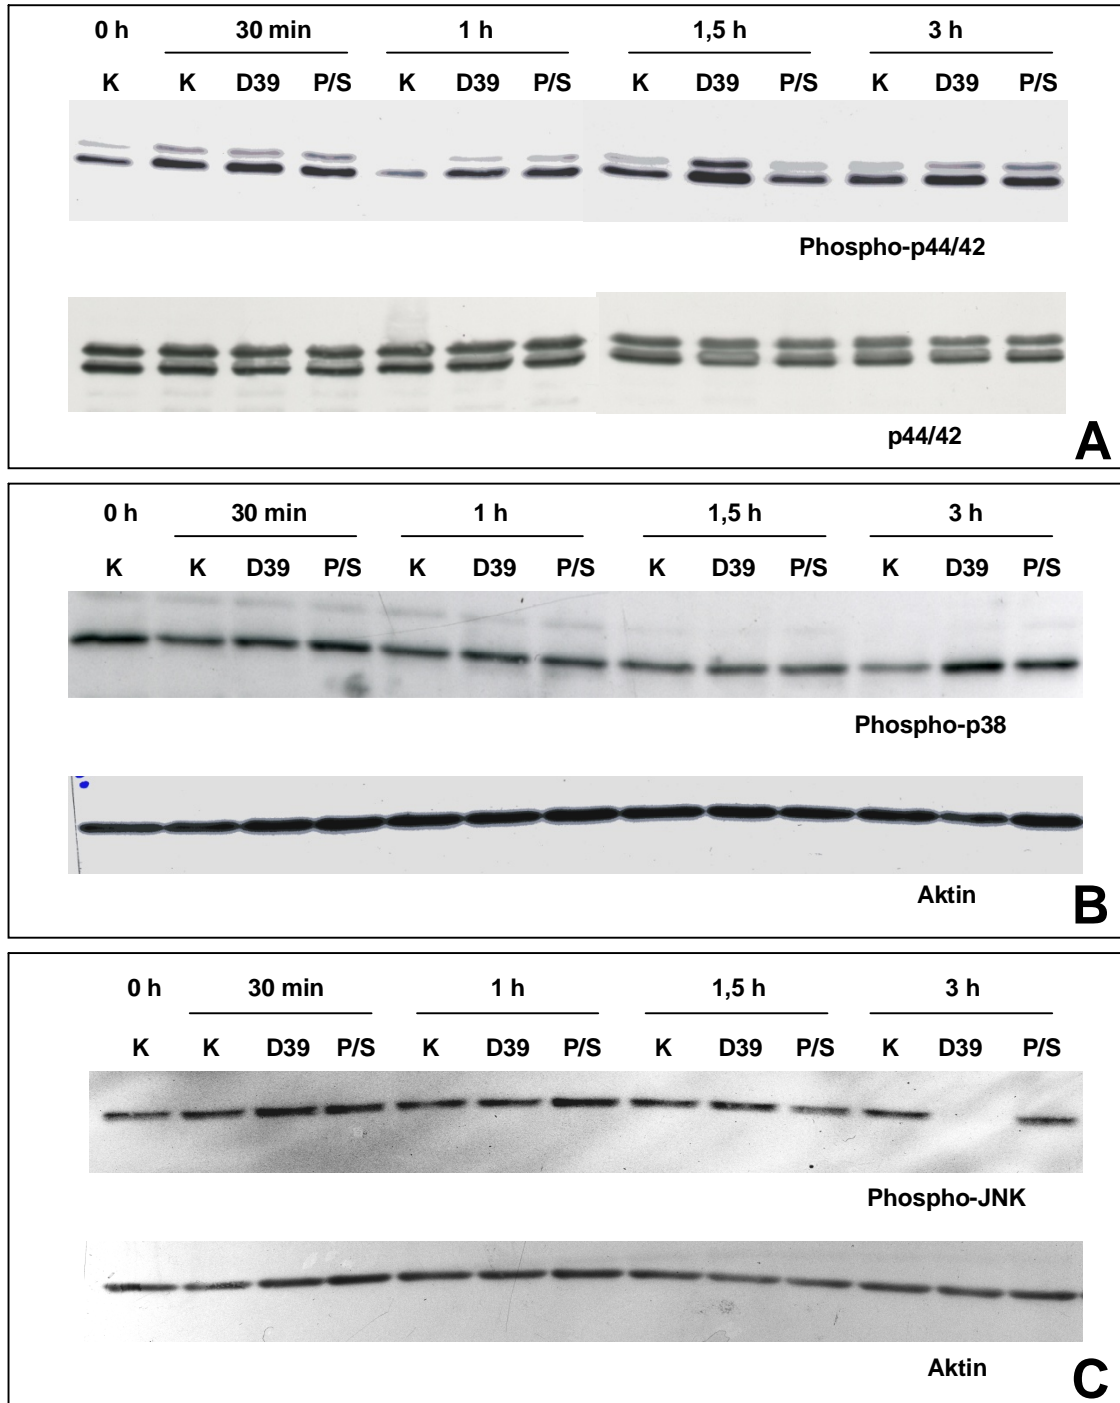 0 h 30 min 1 h 1,5 h 3 h
K K D39 P/S K D39 P/S K D39 P/S K D39 P/S
Phospho-p44/42
p44/42
A
0 h 30 min 1 h 1,5 h 3 h
K K D39 P/S K D39 P/S K D39 P/S K D39 P/S
Phospho-p38
Aktin
B
0 h 30 min 1 h 1,5 h 3 h
K K D39 P/S K D39 P/S K D39 P/S K D39 P/S
Phospho-JNK
Aktin
C